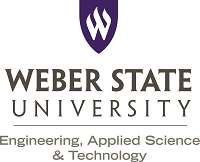 WEBER STATE
UNIVERSITY
Engineering, Applied Science
& Technology